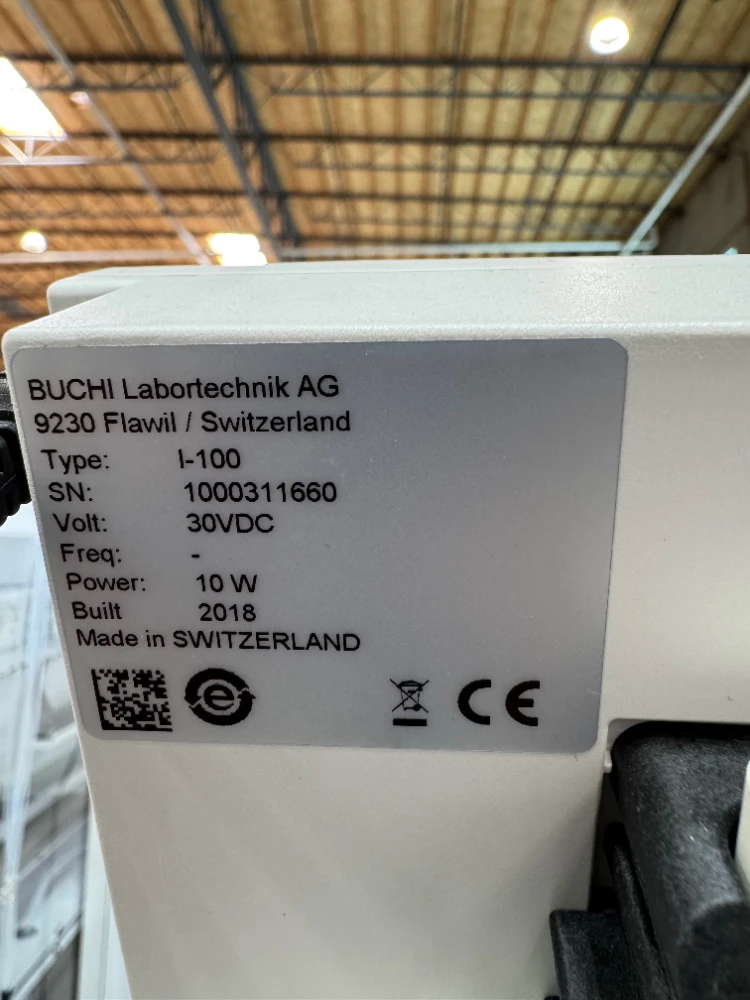 BUCHI Labortechnik AG
9230 Flawil / Switzerland
Type: I-100
SN: 1000311660
Volt: 30VDC
Freq: -
Power: 10 W
Built 2018
Made in SWITZERLAND
e
CE